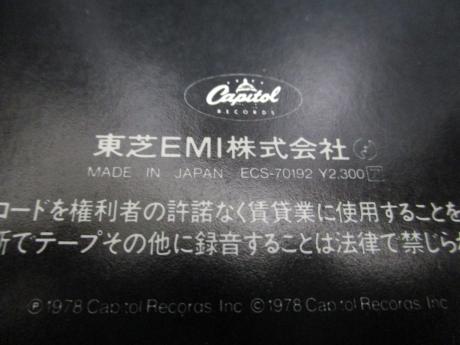 Capitol
RECORDS
東芝EMI株式会社
MADE IN JAPAN ECS-70192 ¥2,300
コードを権利者の許諾なく賃貸業に使用することを
断でテープその他に録音することは法律で禁じられ
Ⓟ1978 Capitol Records, Inc ©1978 Capitol Records, Inc